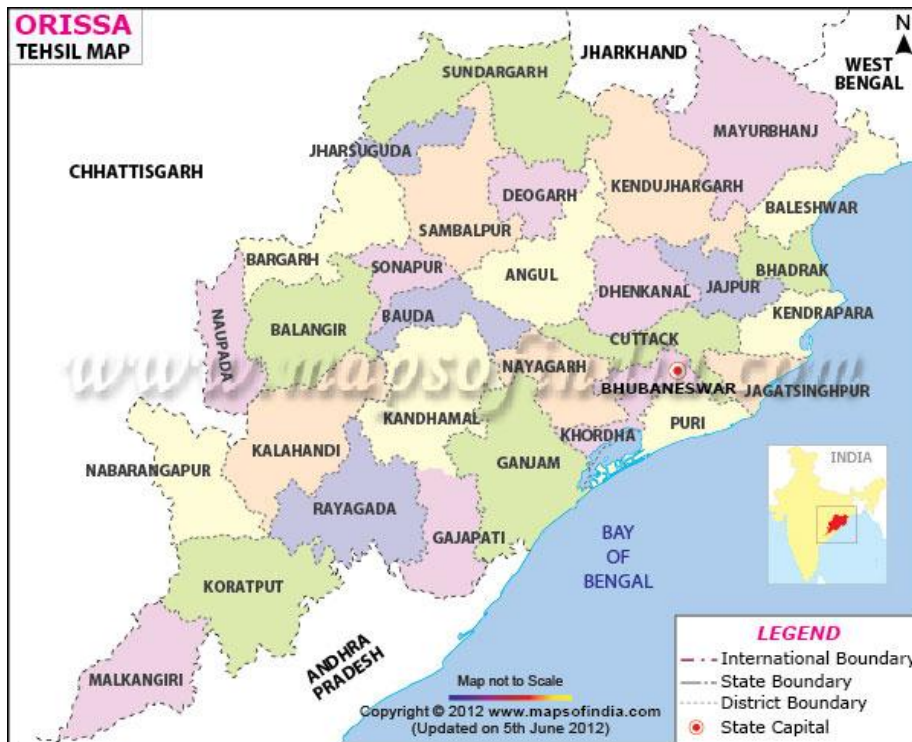 ORISSA
TEHSIL MAP
N
JHARKHAND
WEST
BENGAL
SUNDARGARH
MAYURBHANJ
JHARSUGUDA
CHHATTISGARH
DEOGARH
KENDUJHARGARH
BALESHWAR
SAMBALPUR
BARGARH
SONAPUR
ANGUL
BHADRAK
DHENKANAL
JAJPUR
NAUPADA
BALANGIR
BAUDA
KENDRAPARA
CUTTACK
www.mapsofindia.com
NAYAGARH
BHUBANESWAR
JAGATSINGHPUR
KANDHAMAL
PURI
KHORDHA
KALAHANDI
GANJAM
NABARANGAPUR
INDIA
RAYAGADA
GAJAPATI
BAY
OF
BENGAL
KORATPUT
ANDHRA
PRADESH
MALKANGIRI
Map not to Scale
Copyright © 2012 www.mapsofindia.com
(Updated on 5th June 2012)
LEGEND
International Boundary
State Boundary
District Boundary
State Capital